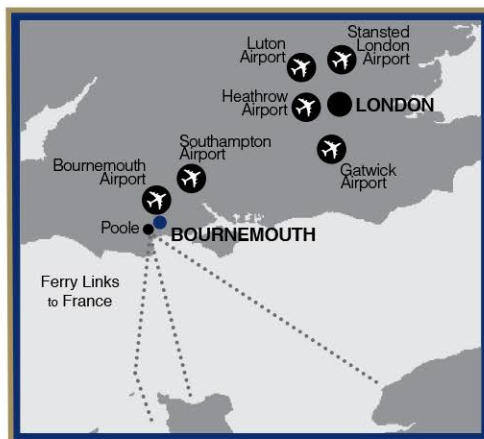 Stansted
London
Airport
Luton
Airport
Heathrow
Airport
LONDON
Southampton
Airport
Gatwick
Airport
Bournemouth
Airport
Poole
BOURNEMOUTH
Ferry Links
to France